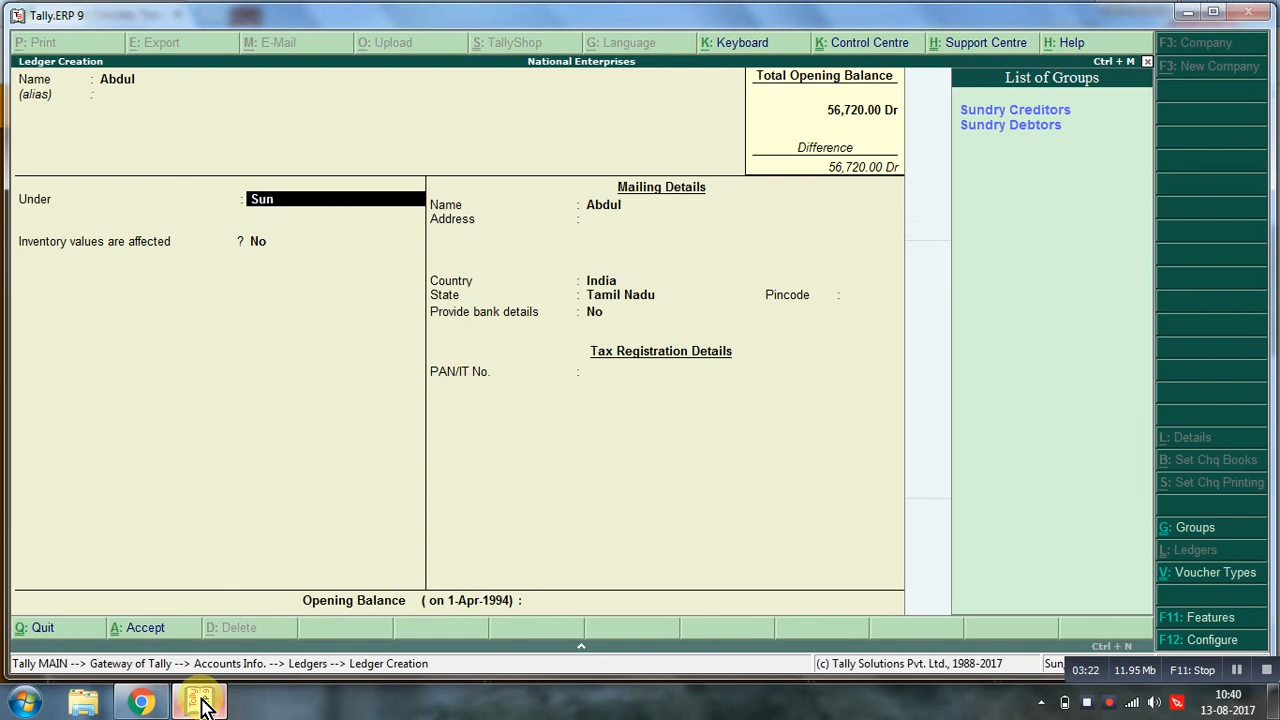 Tally.ERP 9
P: Print E: Export M: E-Mail O: Upload S: TallyShop G: Language K: Keyboard K: Control Centre H: Support Centre H: Help
F3: Company
F3: New Company
Ledger Creation National Enterprises Ctrl + M x
Name : Abdul
(alias) :
Total Opening Balance
56,720.00 Dr
Difference
56,720.00 Dr
List of Groups
Sundry Creditors
Sundry Debtors
Under : Sun
Inventory values are affected ? No
Mailing Details
Name : Abdul
Address :
Country : India
State : Tamil Nadu Pincode :
Provide bank details : No
Tax Registration Details
PAN/IT No. :
L: Details
B: Set Chq Books
S: Set Chq Printing
G: Groups
L: Ledgers
V: Voucher Types
F11: Features
F12: Configure
Opening Balance ( on 1-Apr-1994) :
Q: Quit A: Accept D: Delete
Ctrl + N
Tally MAIN --> Gateway of Tally --> Accounts Info. --> Ledgers --> Ledger Creation (c) Tally Solutions Pvt. Ltd., 1988-2017 Sun,
03:22 11.95 Mb F11: Stop
10:40
13-08-2017